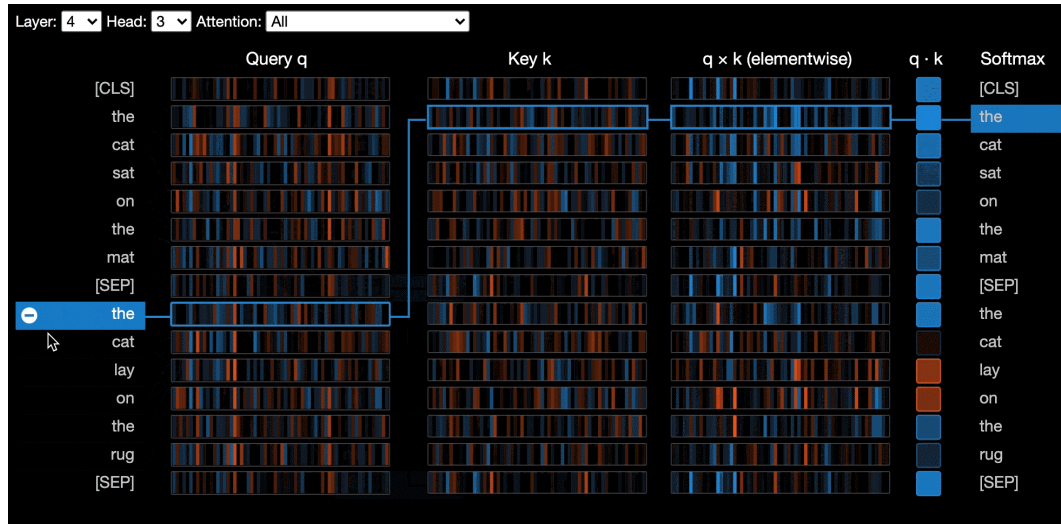 Layer: 4 Head: 3 Attention: All
Query q Key k q × k (elementwise) q · k Softmax
[CLS] [CLS]
the the
cat cat
sat sat
on on
the the
mat mat
[SEP] [SEP]
the the
cat cat
lay lay
on on
the the
rug rug
[SEP] [SEP]